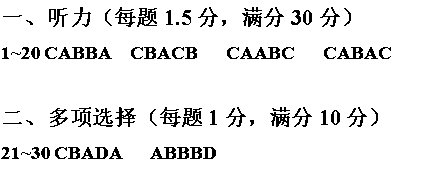 一、听力（每题 1.5 分，满分 30 分）
1~20 CABBA CBACB CAABC CABAC
二、多项选择（每题 1 分，满分 10 分）
21~30 CBADA ABBBD